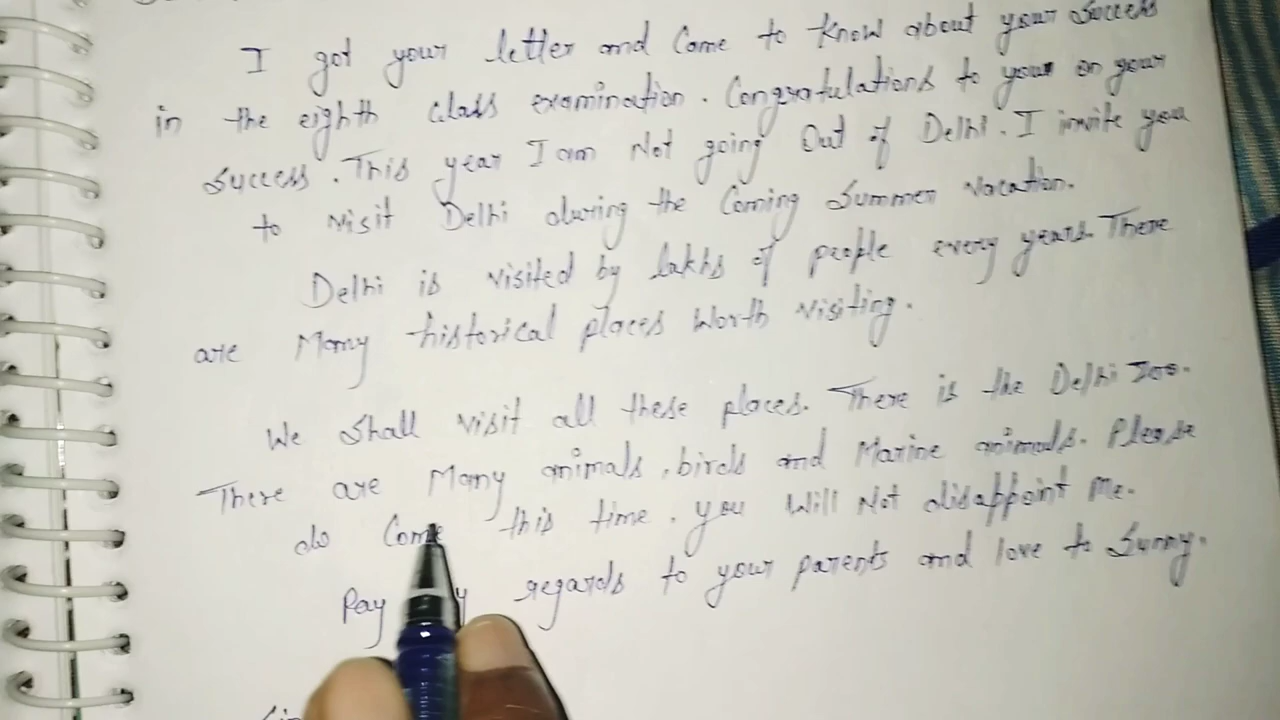 I got your letter and Come to know about your Success
in the eighth class examination. Congratulations to your on your
Success. This year I am Not going Out of Delhi. I invite you
to visit Delhi during the Coming Summer vacation.
Delhi is visited by lakhs of people every years. There
are Many historical places Worth visiting.
We Shall visit all these places. There is the Delhi Zoo.
There are Many animals, birds and Marine animals. Please
do Come this time. you Will Not disappoint Me.
Pay regards to your parents and love to Sunny.